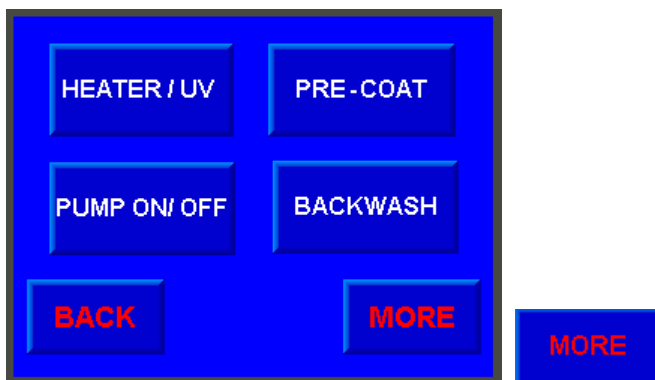 HEATER / UV
PRE-COAT
PUMP ON/ OFF
BACKWASH
BACK
MORE
MORE